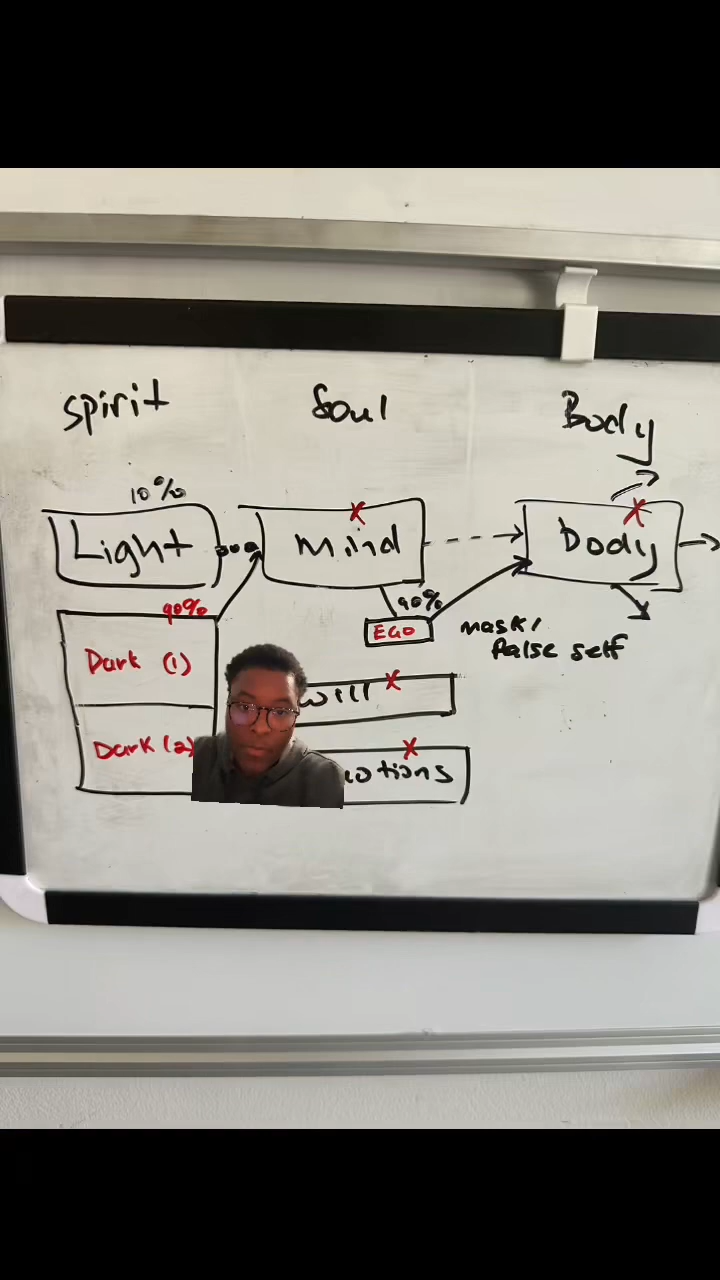 spirit
Soul
Body
10%
Light
Mind
body
90%
90%
EGO
mask/
false self
Dark (1)
will
Dark (2)
otions